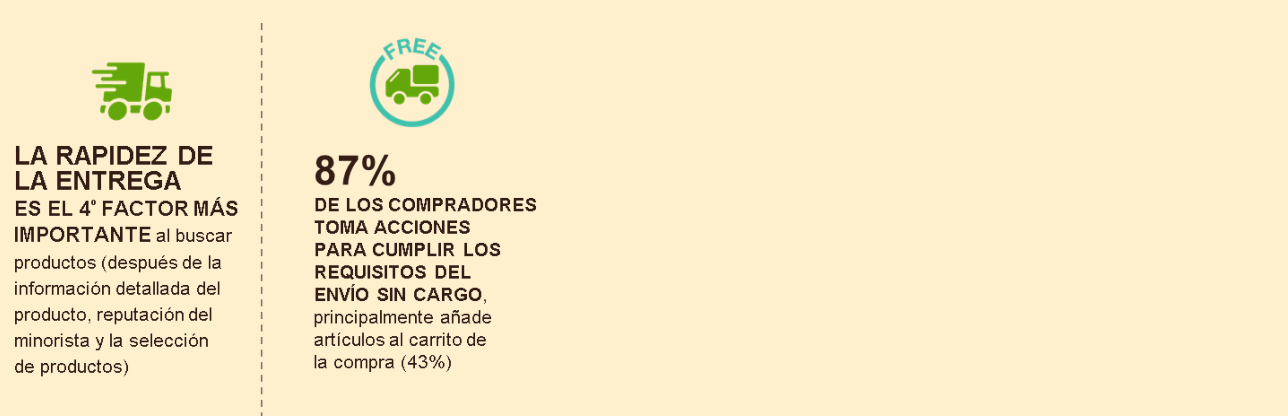 LA RAPIDEZ DE
LA ENTREGA
ES EL 4º FACTOR MÁS
IMPORTANTE al buscar
productos (después de la
información detallada del
producto, reputación del
minorista y la selección
de productos)
FREE
87%
DE LOS COMPRADORES
TOMA ACCIONES
PARA CUMPLIR LOS
REQUISITOS DEL
ENVÍO SIN CARGO,
principalmente añade
artículos al carrito de
la compra (43%)